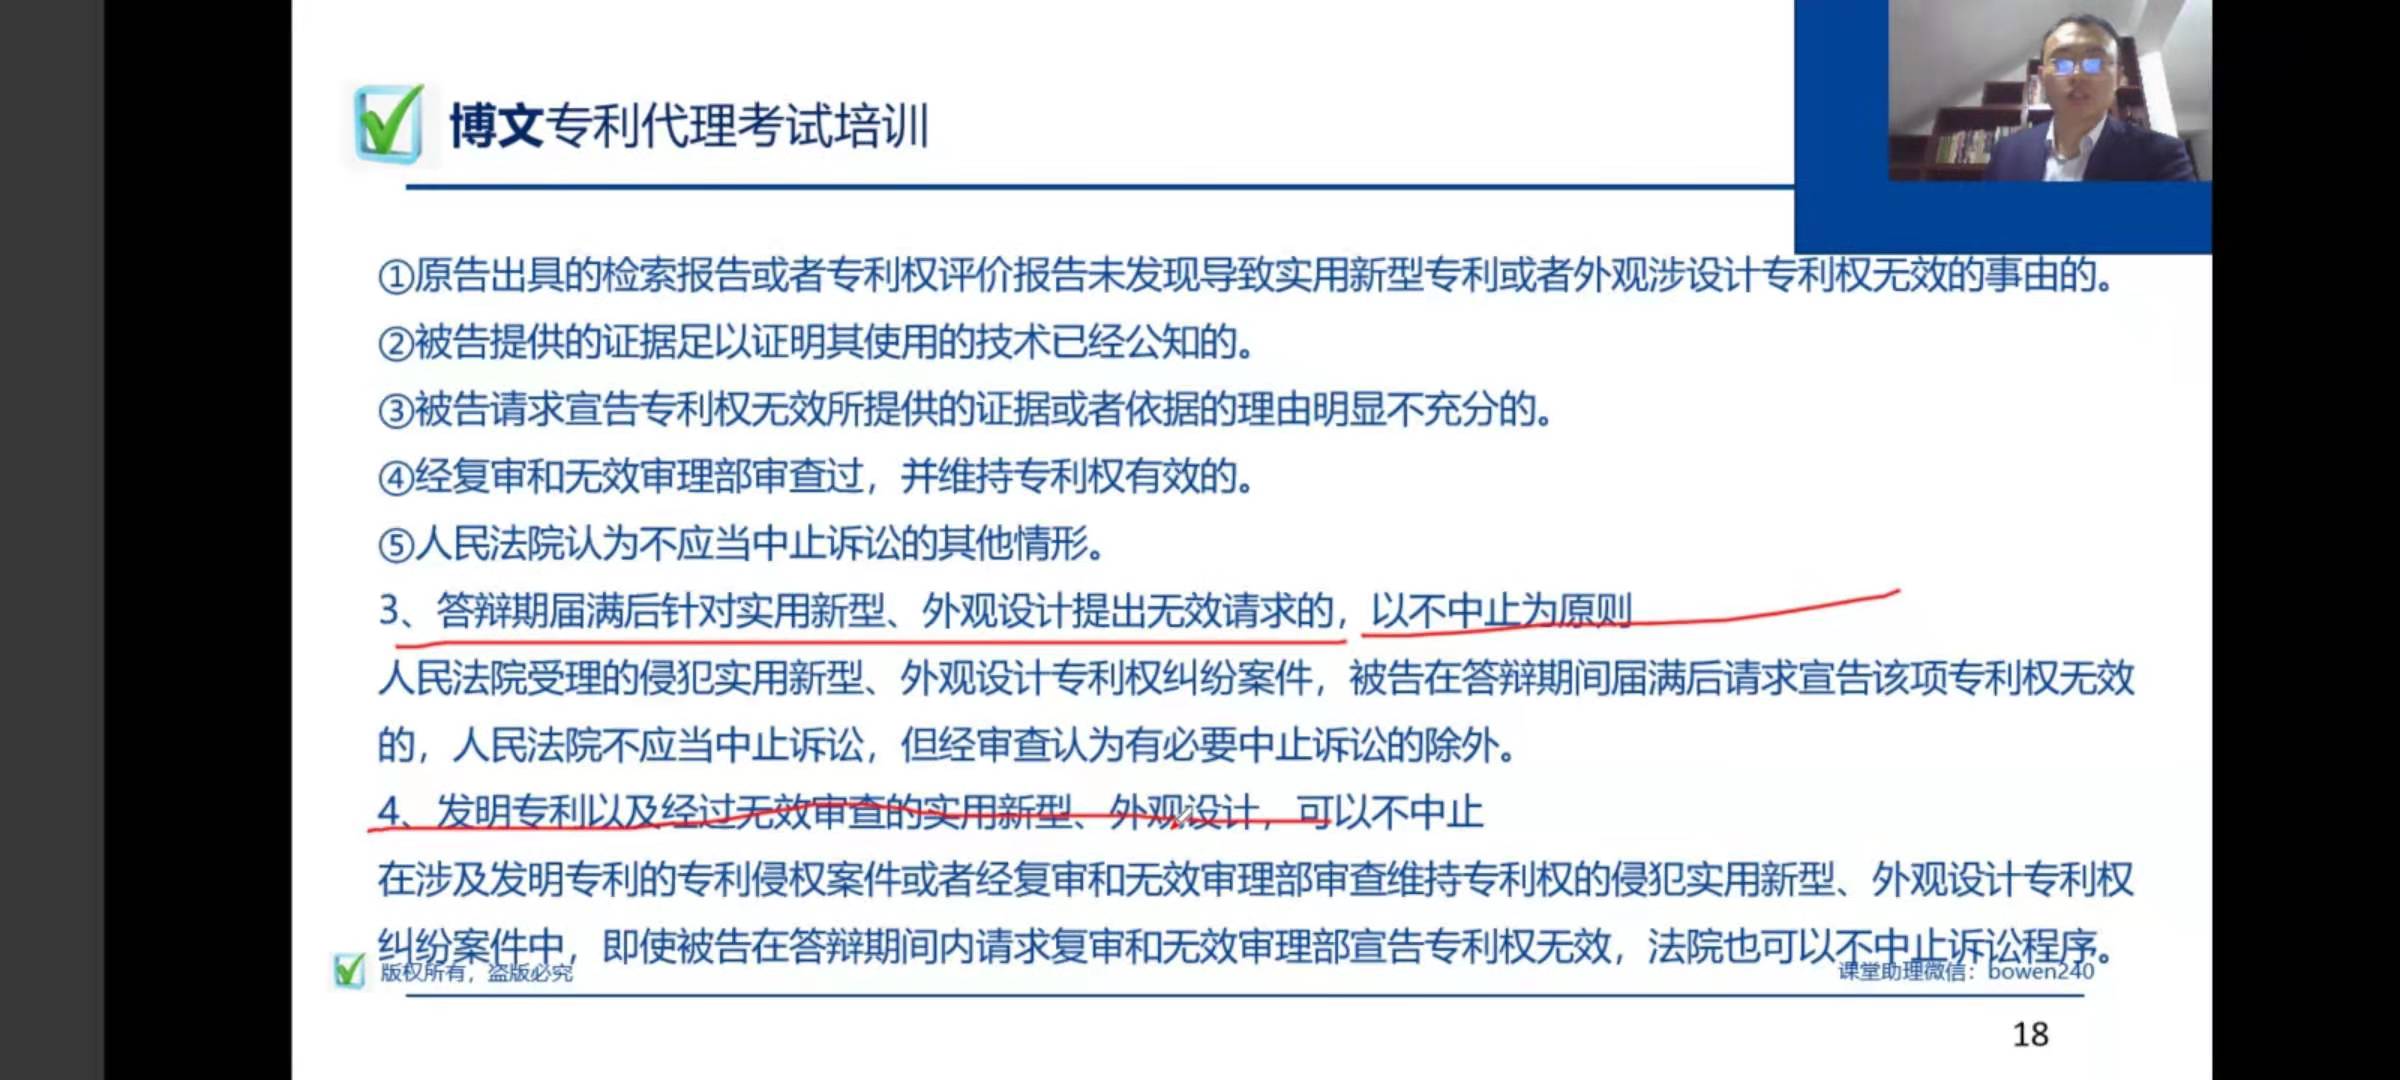 博文专利代理考试培训
①原告出具的检索报告或者专利权评价报告未发现导致实用新型专利或者外观涉设计专利权无效的事由的。
②被告提供的证据足以证明其使用的技术已经公知的。
③被告请求宣告专利权无效所提供的证据或者依据的理由明显不充分的。
④经复审和无效审理部审查过，并维持专利权有效的。
⑤人民法院认为不应当中止诉讼的其他情形。
3、答辩期届满后针对实用新型、外观设计提出无效请求的，以不中止为原则
人民法院受理的侵犯实用新型、外观设计专利权纠纷案件，被告在答辩期间届满后请求宣告该项专利权无效
的，人民法院不应当中止诉讼，但经审查认为有必要中止诉讼的除外。
4、发明专利以及经过无效审查的实用新型、外观设计，可以不中止
在涉及发明专利的专利侵权案件或者经复审和无效审理部审查维持专利权的侵犯实用新型、外观设计专利权
纠纷案件中，即使被告在答辩期间内请求复审和无效审理部宣告专利权无效，法院也可以不中止诉讼程序。
版权所有，盗版必究
课堂助理微信：bowen240
18